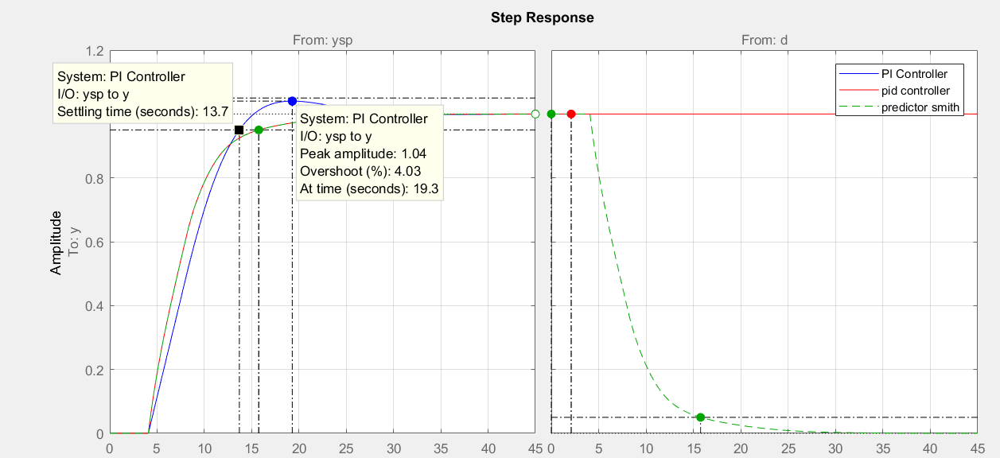 Step Response
From: ysp
From: d
Amplitude
To: y
1.2
0.8
0.6
0.4
0.2
0
System: PI Controller
I/O: ysp to y
Settling time (seconds): 13.7
System: PI Controller
I/O: ysp to y
Peak amplitude: 1.04
Overshoot (%): 4.03
At time (seconds): 19.3
PI Controller
pid controller
predictor smith
0 5 10 15 20 25 30 35 40 45
0 5 10 15 20 25 30 35 40 45